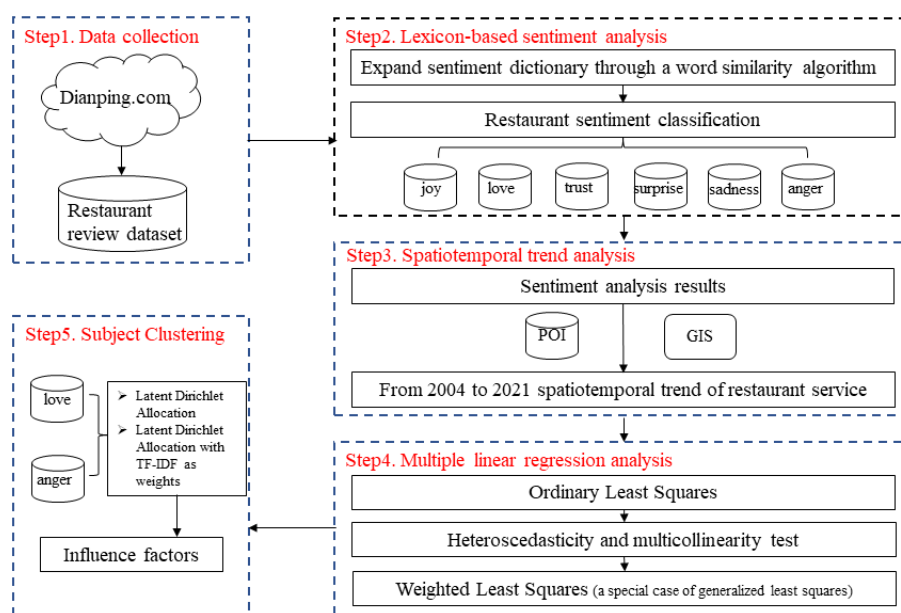 Step1. Data collection
Dianping.com
Restaurant
review dataset
Step2. Lexicon-based sentiment analysis
Expand sentiment dictionary through a word similarity algorithm
Restaurant sentiment classification
joy
love
trust
surprise
sadness
anger
Step3. Spatiotemporal trend analysis
Sentiment analysis results
POI
GIS
From 2004 to 2021 spatiotemporal trend of restaurant service
Step4. Multiple linear regression analysis
Ordinary Least Squares
Heteroscedasticity and multicollinearity test
Weighted Least Squares (a special case of generalized least squares)
Step5. Subject Clustering
love
anger
➢ Latent Dirichlet
Allocation
➢ Latent Dirichlet
Allocation with
TF-IDF as
weights
Influence factors